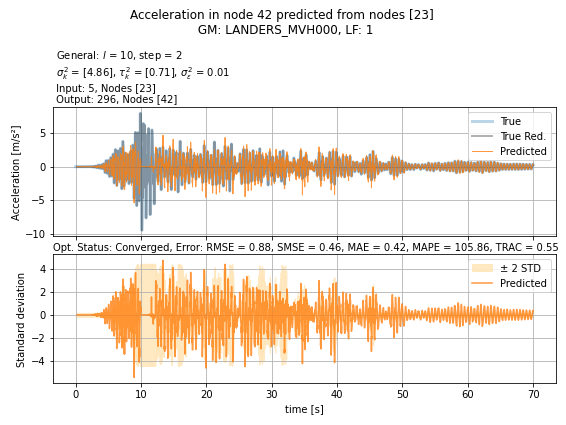 Acceleration in node 42 predicted from nodes [23]
GM: LANDERS_MVH000, LF: 1
General: l = 10, step = 2
σ²ₖ = [4.86], τ²ₖ = [0.71], σ²ε = 0.01
Input: 5, Nodes [23]
Output: 296, Nodes [42]
Acceleration [m/s²]
5
0
−5
−10
True
True Red.
Predicted
Opt. Status: Converged, Error: RMSE = 0.88, SMSE = 0.46, MAE = 0.42, MAPE = 105.86, TRAC = 0.55
Standard deviation
4
2
0
−2
−4
± 2 STD
Predicted
0 10 20 30 40 50 60 70
time [s]